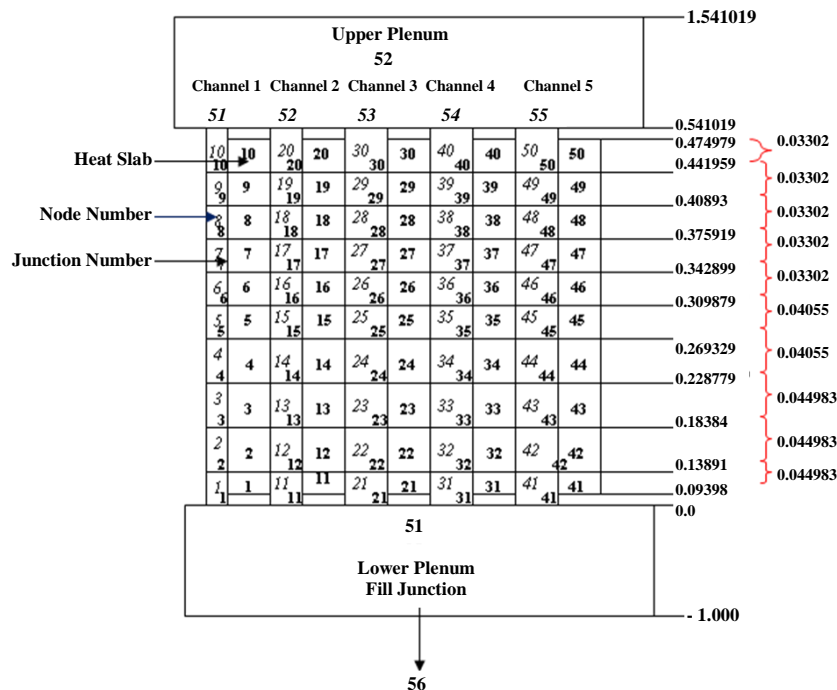 1.541019
Upper Plenum
52
Channel 1 Channel 2 Channel 3 Channel 4 Channel 5
51 52 53 54 55
0.541019
0.474979
0.03302
Heat Slab
10 10 20 20 30 30 40 40 50 50
10 20 30 40 50
0.441959
0.03302
9 9 19 19 29 29 39 39 49 49
9 19 29 39 49
0.40893
0.03302
Node Number
8 8 18 18 28 28 38 38 48 48
8 18 28 38 48
0.375919
0.03302
Junction Number
7 7 17 17 27 27 37 37 47 47
7 17 27 37 47
0.342899
0.03302
6 6 16 16 26 26 36 36 46 46
6 16 26 36 46
0.309879
0.04055
5 5 15 15 25 25 35 35 45 45
5 15 25 35 45
0.269329
0.04055
4 4 14 14 24 24 34 34 44 44
4 14 24 34 44
0.228779
0.044983
3 3 13 13 23 23 33 33 43 43
3 13 23 33 43
0.18384
0.044983
2 2 12 12 22 22 32 32 42 42
2 12 22 32 42
0.13891
0.044983
1 1 11 11 21 21 31 31 41 41
1 11 21 31 41
0.09398
0.0
51
Lower Plenum
Fill Junction
- 1.000
56